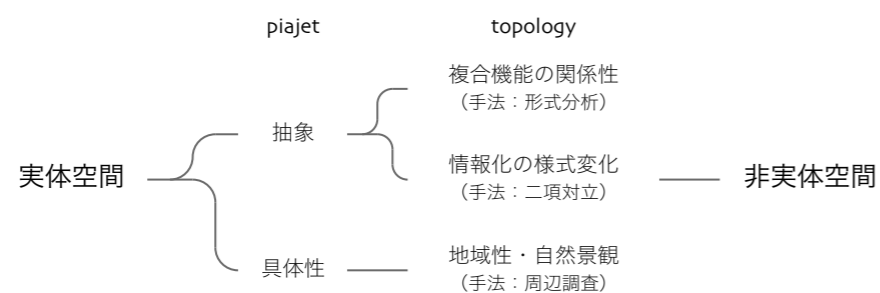 piajet
topology
実体空間
抽象
複合機能の関係性
（手法：形式分析）
情報化の様式変化
（手法：二項対立）
非実体空間
具体性
地域性・自然景観
（手法：周辺調査）